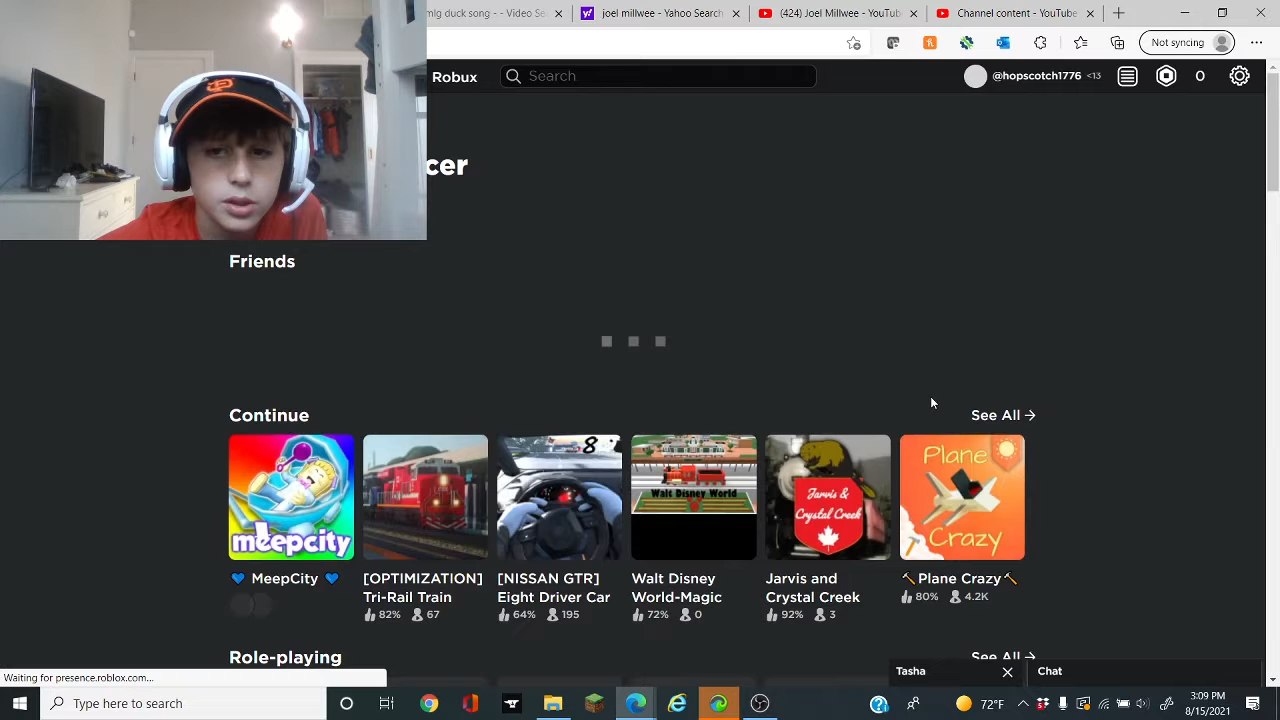 mlg duck song - - Video Se
joel millwee - Yahoo Search
(424) Joel Millwee - YouTube
Channel content - YouTube
Not syncing
Robux
Search
@hopscotch1776 <13
0
cer
Friends
Continue
See All →
8
Walt Disney World
Jarvis &
Crystal Creek
Plane
Crazy
meepcity
💙 MeepCity 💙
[OPTIMIZATION]
Tri-Rail Train
82% 67
[NISSAN GTR]
Eight Driver Car
64% 195
Walt Disney
World-Magic
72% 0
Jarvis and
Crystal Creek
92% 3
🔨Plane Crazy🔨
80% 4.2K
Role-playing
See All →
Waiting for presence.roblox.com...
Tasha
Chat
Type here to search
72°F
3:09 PM
8/15/2021